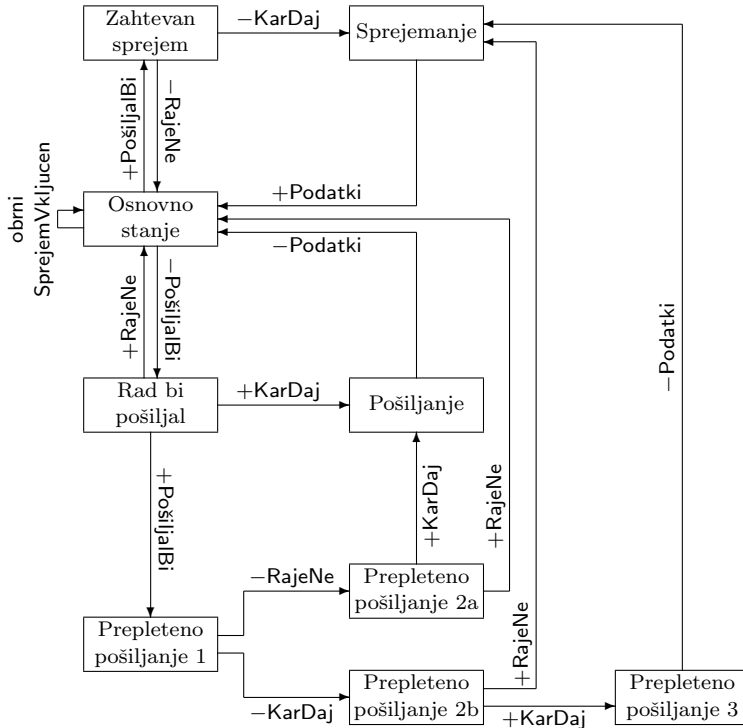 Zahtevan
sprejem
−KarDaj
Sprejemanje
+PošiljalBi
−RajeNe
−Podatki
+Podatki
Osnovno
stanje
−Podatki
obrni
SprejemVkljucen
+RajeNe
−PošiljalBi
Rad bi
pošiljal
+KarDaj
Pošiljanje
+PošiljalBi
+KarDaj
+RajeNe
+RajeNe
−RajeNe
Prepleteno
pošiljanje 2a
Prepleteno
pošiljanje 1
−KarDaj
Prepleteno
pošiljanje 2b
+KarDaj
Prepleteno
pošiljanje 3